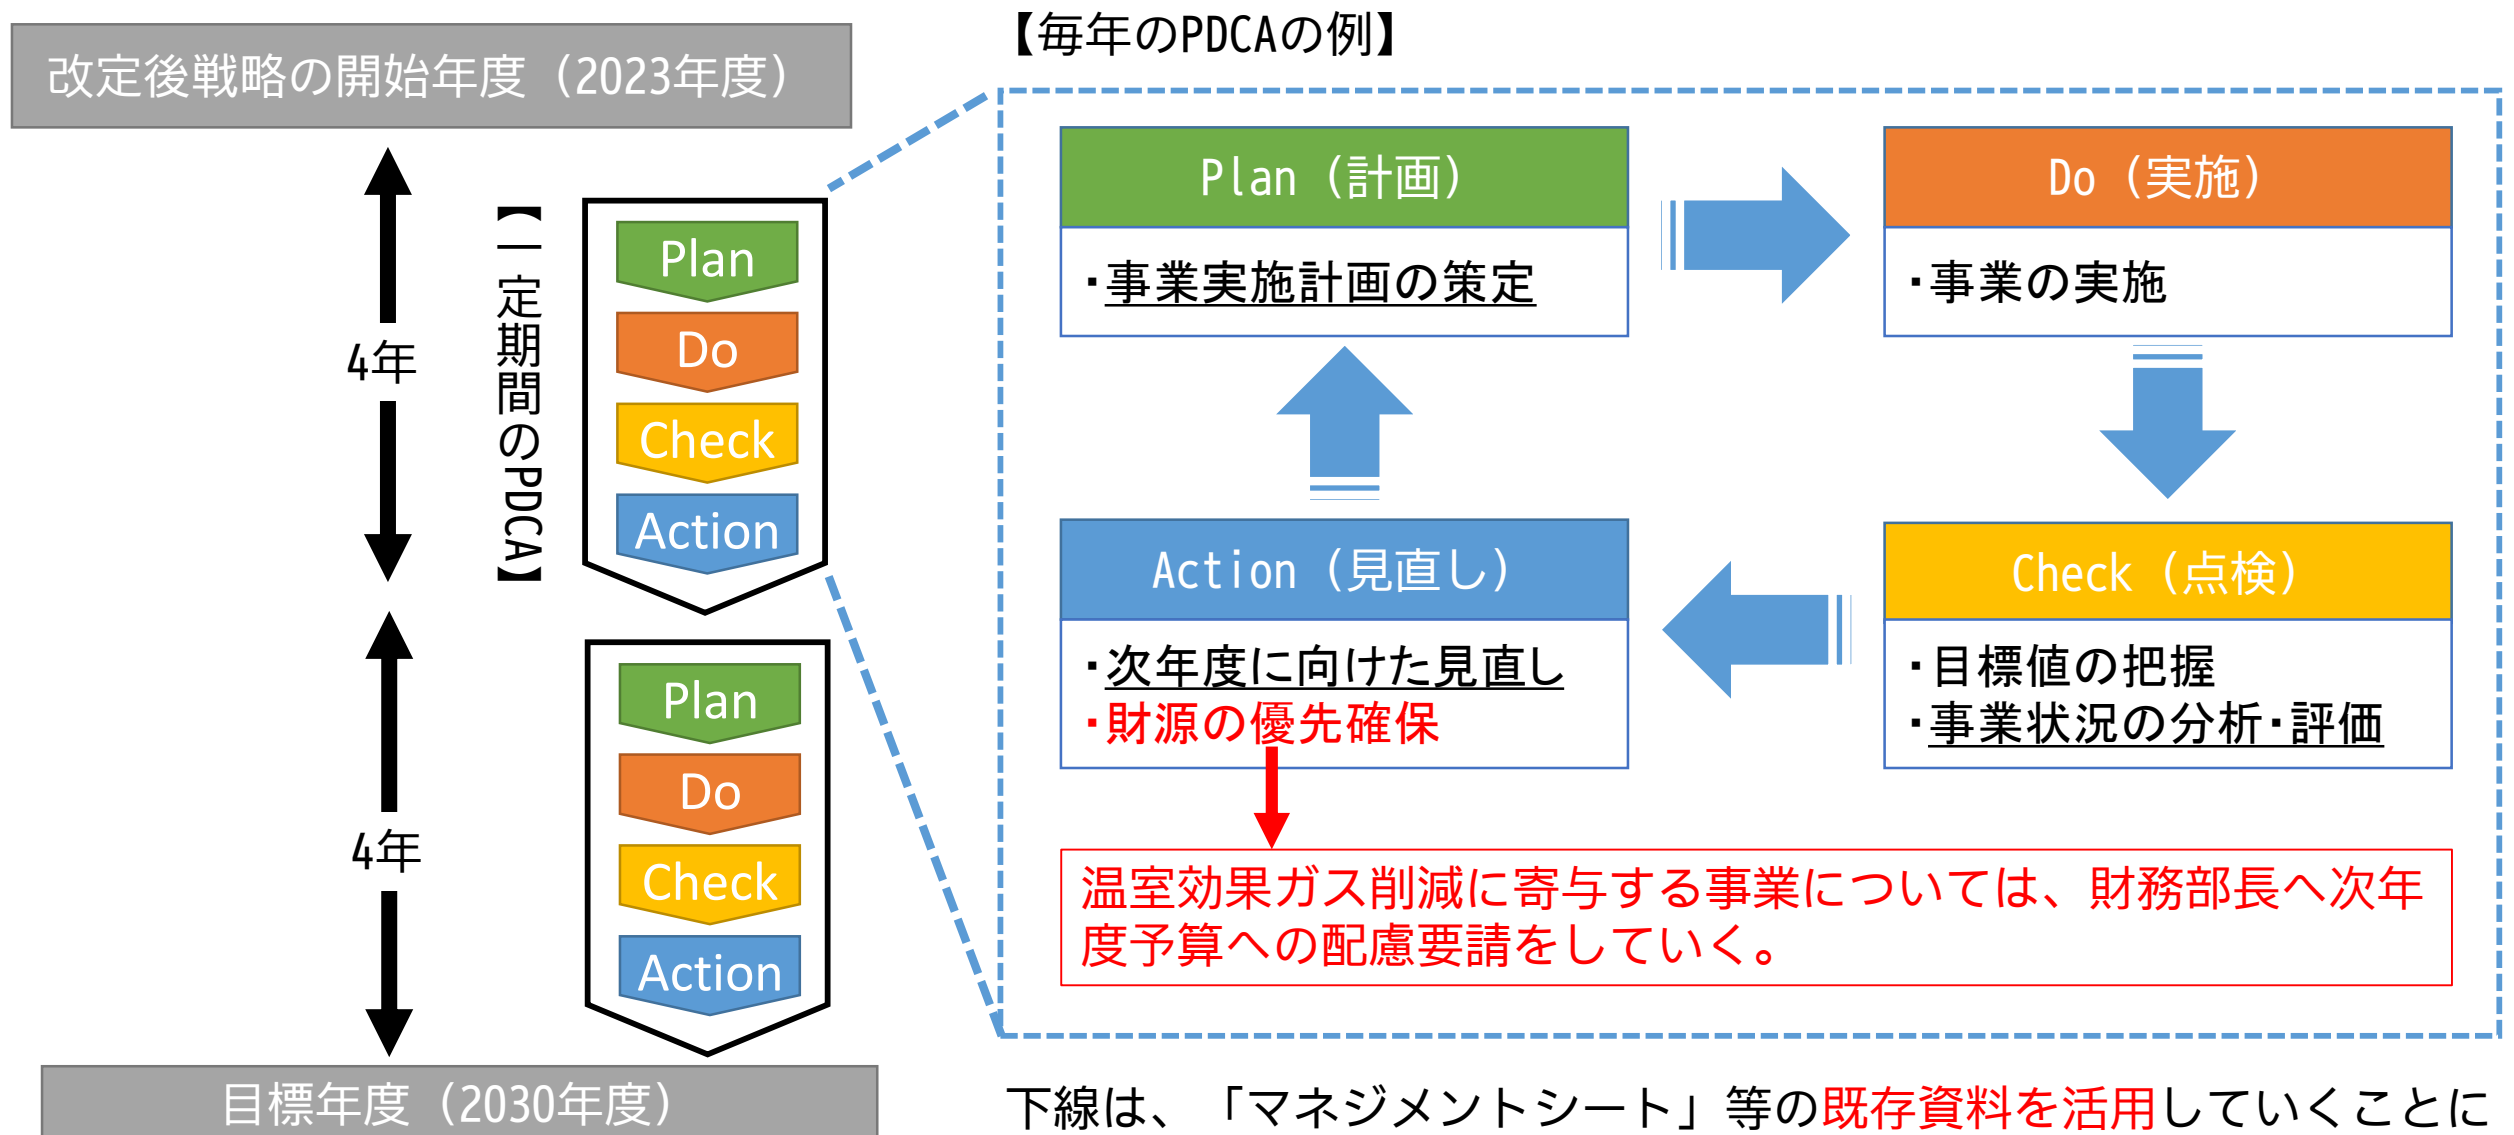 改定後戦略の開始年度（2023年度）
4年
【一定期間のPDCA】
Plan
Do
Check
Action
4年
Plan
Do
Check
Action
目標年度（2030年度）
【毎年のPDCAの例】
Plan（計画）
・事業実施計画の策定
Do（実施）
・事業の実施
Action（見直し）
・次年度に向けた見直し
・財源の優先確保
Check（点検）
・目標値の把握
・事業状況の分析・評価
温室効果ガス削減に寄与する事業については、財務部長へ次年
度予算への配慮要請をしていく。
下線は、「マネジメントシート」等の既存資料を活用していくことに